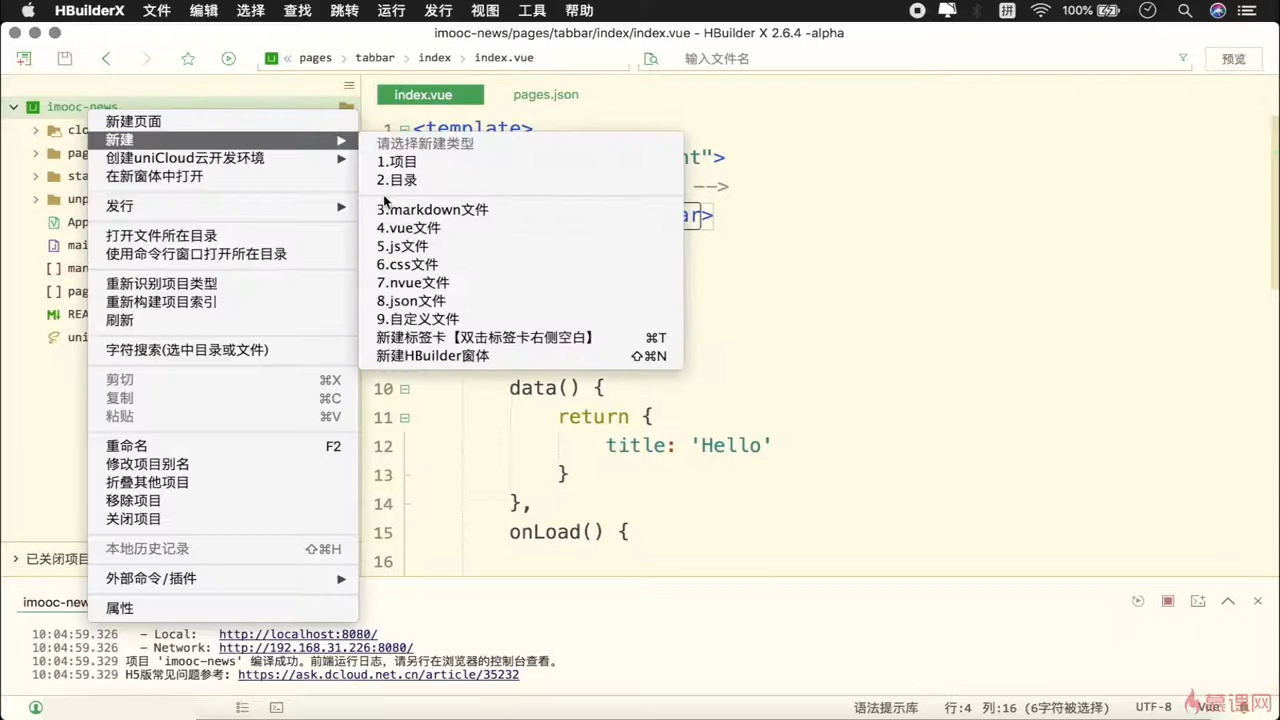 HBuilderX 文件 编辑 选择 查找 跳转 运行 发行 视图 工具 帮助 100%
imooc-news/pages/tabbar/index/index.vue - HBuilder X 2.6.4 -alpha
pages tabbar index index.vue 输入文件名 预览
imooc-news
index.vue pages.json
clo
pag
sta
unp
App
mai
man
pag
REA
uni
已关闭项目
新建页面
新建
创建uniCloud云开发环境
在新窗体中打开
发行
打开文件所在目录
使用命令行窗口打开所在目录
重新识别项目类型
重新构建项目索引
刷新
字符搜索(选中目录或文件)
剪切 ⌘X
复制 ⌘C
粘贴 ⌘V
重命名 F2
修改项目别名
折叠其他项目
移除项目
关闭项目
本地历史记录 ⇧⌘H
外部命令/插件
属性
请选择新建类型
1.项目
2.目录
3.markdown文件
4.vue文件
5.js文件
6.css文件
7.nvue文件
8.json文件
9.自定义文件
新建标签卡【双击标签卡右侧空白】 ⌘T
新建HBuilder窗体 ⇧⌘N
1 <template>
nt">
-->
ar>
10 data() {
11 return {
12 title: 'Hello'
13 }
14 },
15 onLoad() {
16
imooc-new
10:04:59.326 - Local: http://localhost:8080/
10:04:59.326 - Network: http://192.168.31.226:8080/
10:04:59.329 项目 'imooc-news' 编译成功。前端运行日志，请另行在浏览器的控制台查看。
10:04:59.329 H5版常见问题参考: https://ask.dcloud.net.cn/article/35232
语法提示库 行:4 列:16 (6字符被选择) UTF-8 Vue
慕课网